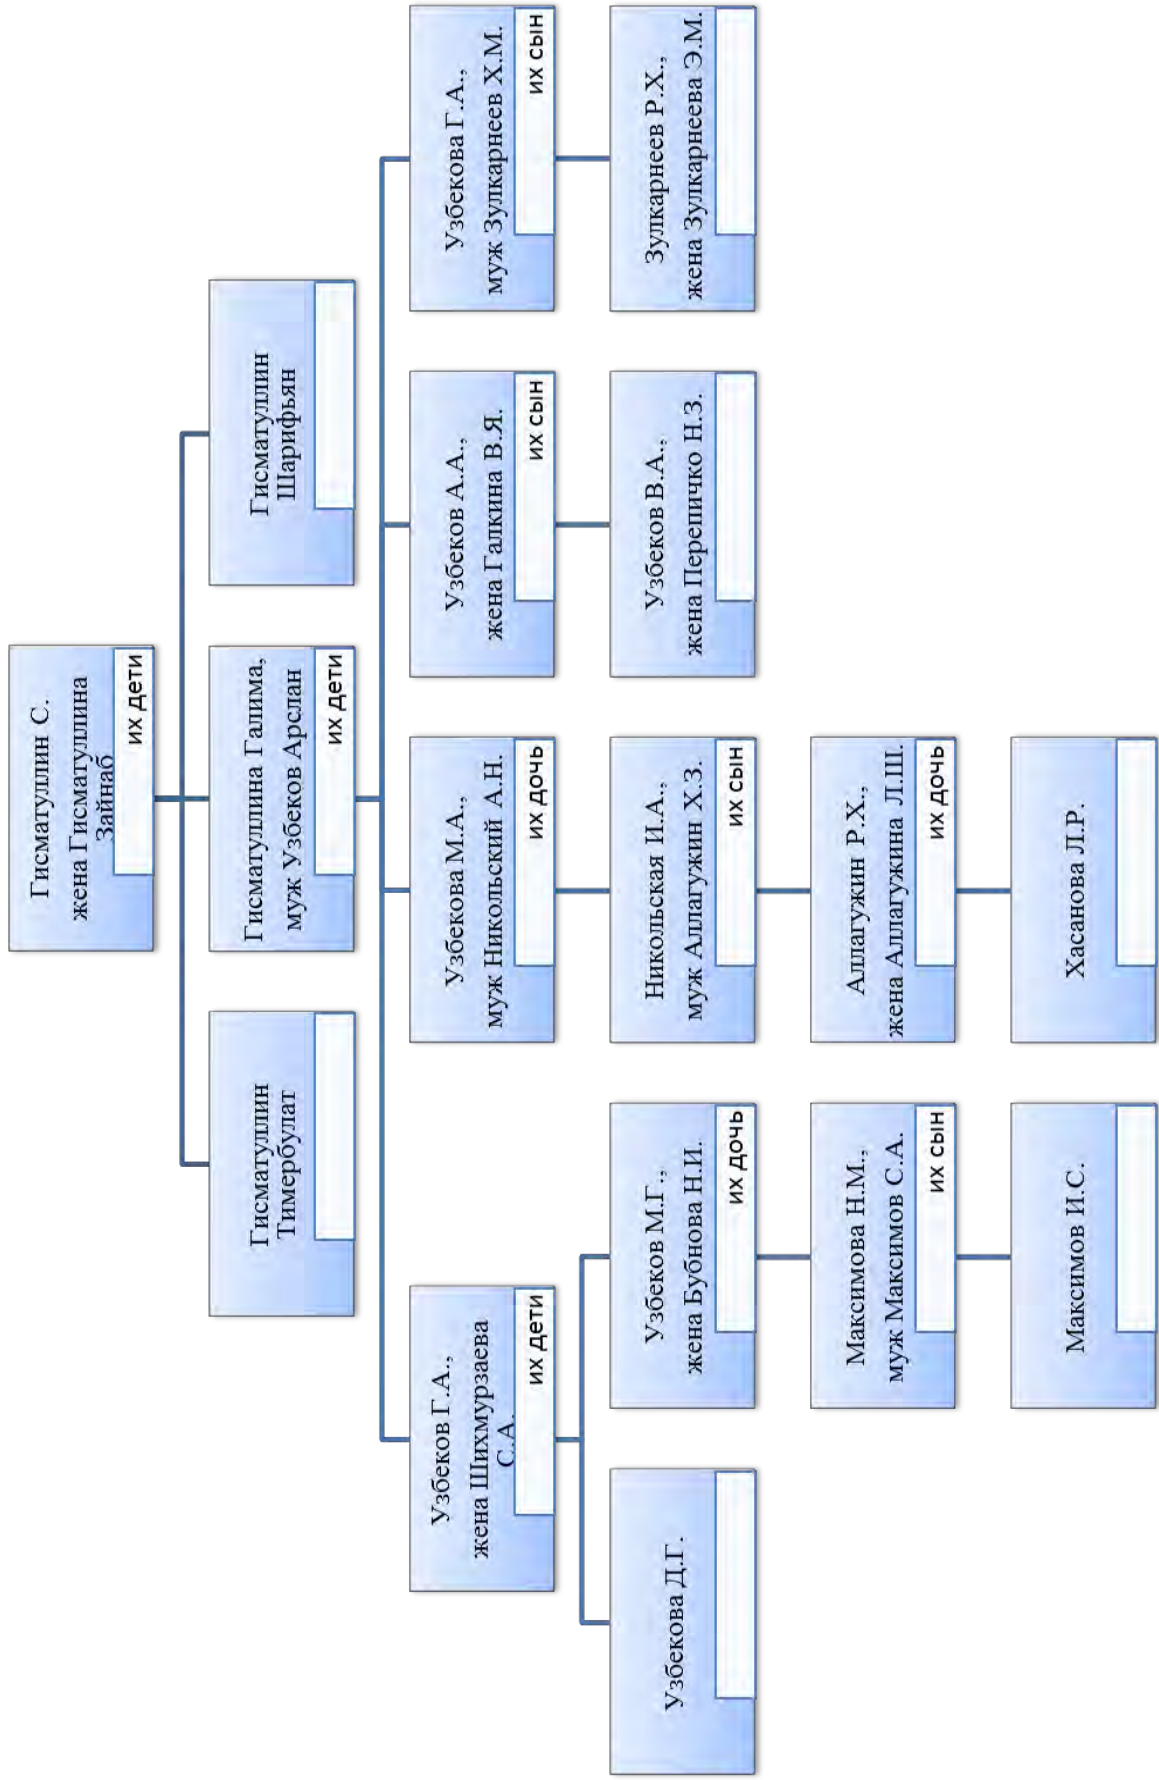 Гисматуллин С.
жена Гисматуллина
Зайнаб
их дети
Гисматуллин
Тимербулат
Гисматуллина Галима,
муж Узбеков Арслан
их дети
Гисматуллин
Шарифьян
Узбеков Г.А.,
жена Шихмурзаева
С.А.
их дети
Узбекова М.А.,
муж Никольский А.Н.
их дочь
Узбеков А.А.,
жена Галкина В.Я.
их сын
Узбекова Г.А.,
муж Зулкарнеев Х.М.
их сын
Узбекова Д.Г.
Узбеков М.Г.,
жена Бубнова Н.И.
их дочь
Никольская И.А.,
муж Аллагужин Х.З.
их сын
Узбеков В.А.,
жена Перепичко Н.З.
Зулкарнеев Р.Х.,
жена Зулкарнеева Э.М.
Максимова Н.М.,
муж Максимов С.А.
их сын
Аллагужин Р.Х.,
жена Аллагужина Л.Ш.
их дочь
Максимов И.С.
Хасанова Л.Р.